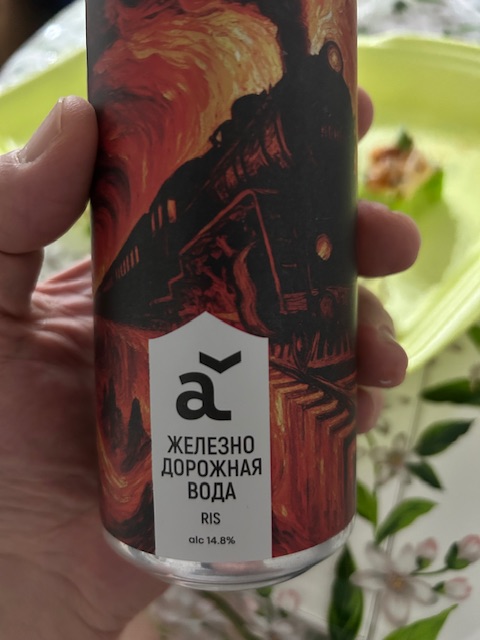 ǎ
ЖЕЛЕЗНО
ДОРОЖНАЯ
ВОДА
RIS
alc 14.8%